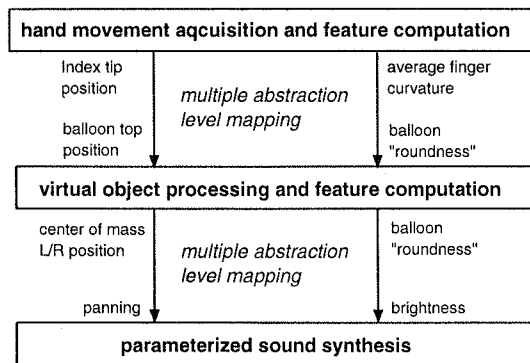 hand movement aqcuisition and feature computation
Index tip
position
multiple abstraction
level mapping
average finger
curvature
balloon top
position
balloon
"roundness"
virtual object processing and feature computation
center of mass
L/R position
multiple abstraction
level mapping
balloon
"roundness"
panning
brightness
parameterized sound synthesis